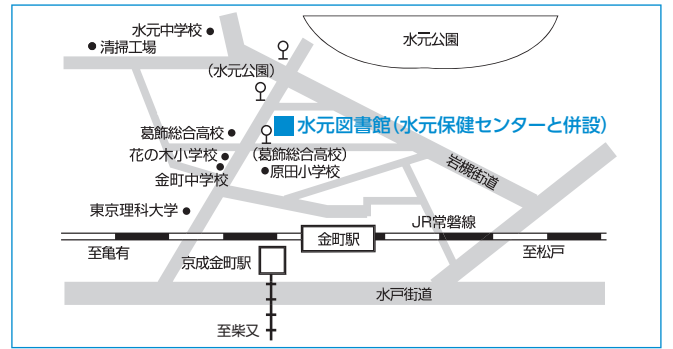 水元中学校
清掃工場
水元公園
（水元公園）
水元図書館（水元保健センターと併設）
葛飾総合高校
（葛飾総合高校）
花の木小学校
原田小学校
金町中学校
岩槻街道
東京理科大学
JR常磐線
金町駅
至亀有
至松戸
京成金町駅
水戸街道
至柴又